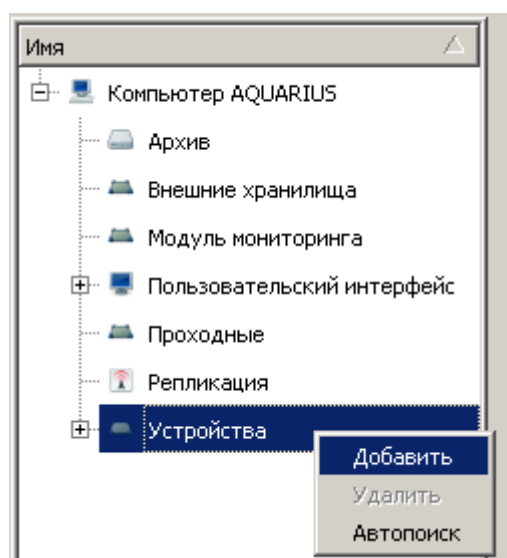 Имя
Компьютер AQUARIUS
Архив
Внешние хранилища
Модуль мониторинга
Пользовательский интерфейс
Проходные
Репликация
Устройства
Добавить
Удалить
Автопоиск